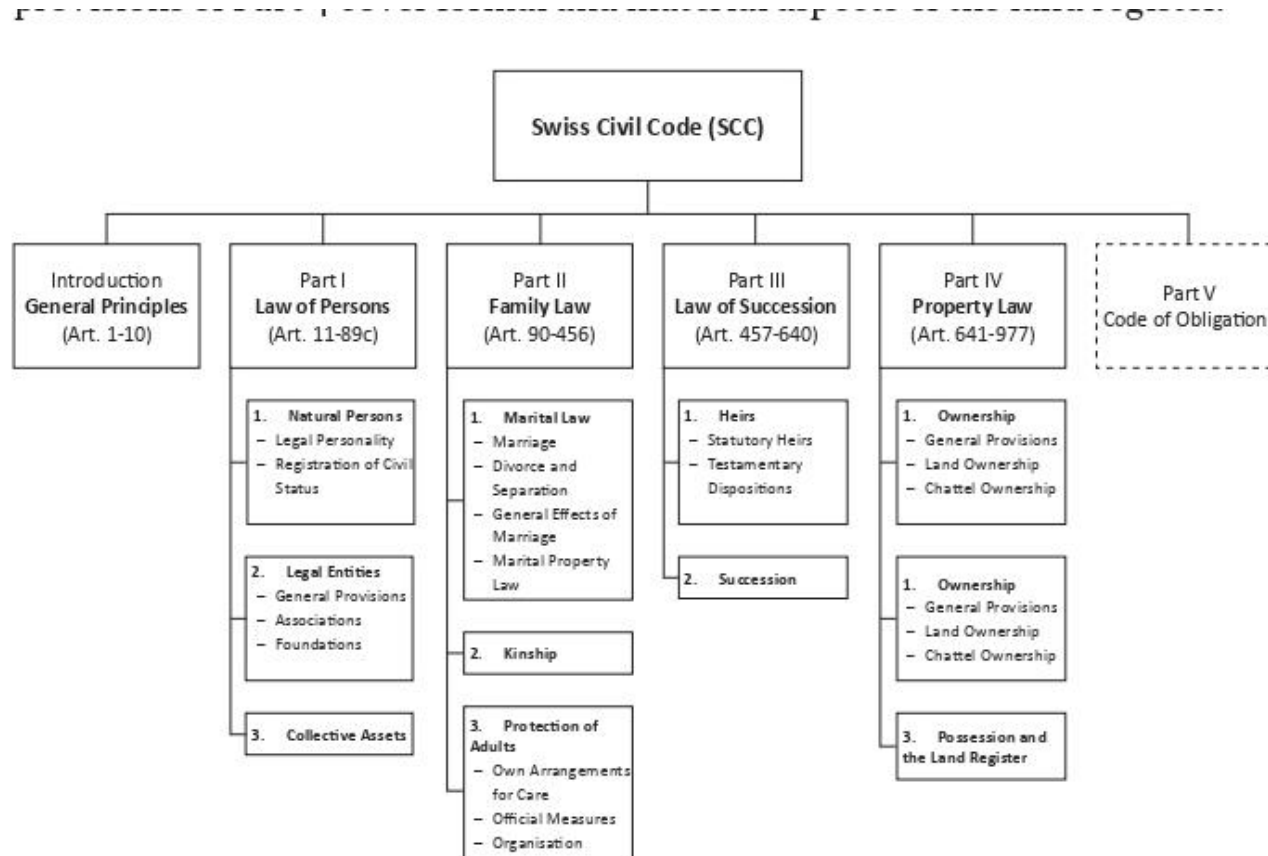 Swiss Civil Code (SCC)
Introduction
General Principles
(Art. 1-10)
Part I
Law of Persons
(Art. 11-89c)
Part II
Family Law
(Art. 90-456)
Part III
Law of Succession
(Art. 457-640)
Part IV
Property Law
(Art. 641-977)
Part V
Code of Obligation
1. Natural Persons
– Legal Personality
– Registration of Civil
Status
2. Legal Entities
– General Provisions
– Associations
– Foundations
3. Collective Assets
1. Marital Law
– Marriage
– Divorce and
Separation
– General Effects of
Marriage
– Marital Property
Law
2. Kinship
3. Protection of
Adults
– Own Arrangements
for Care
– Official Measures
– Organisation
1. Heirs
– Statutory Heirs
– Testamentary
Dispositions
2. Succession
1. Ownership
– General Provisions
– Land Ownership
– Chattel Ownership
1. Ownership
– General Provisions
– Land Ownership
– Chattel Ownership
3. Possession and
the Land Register